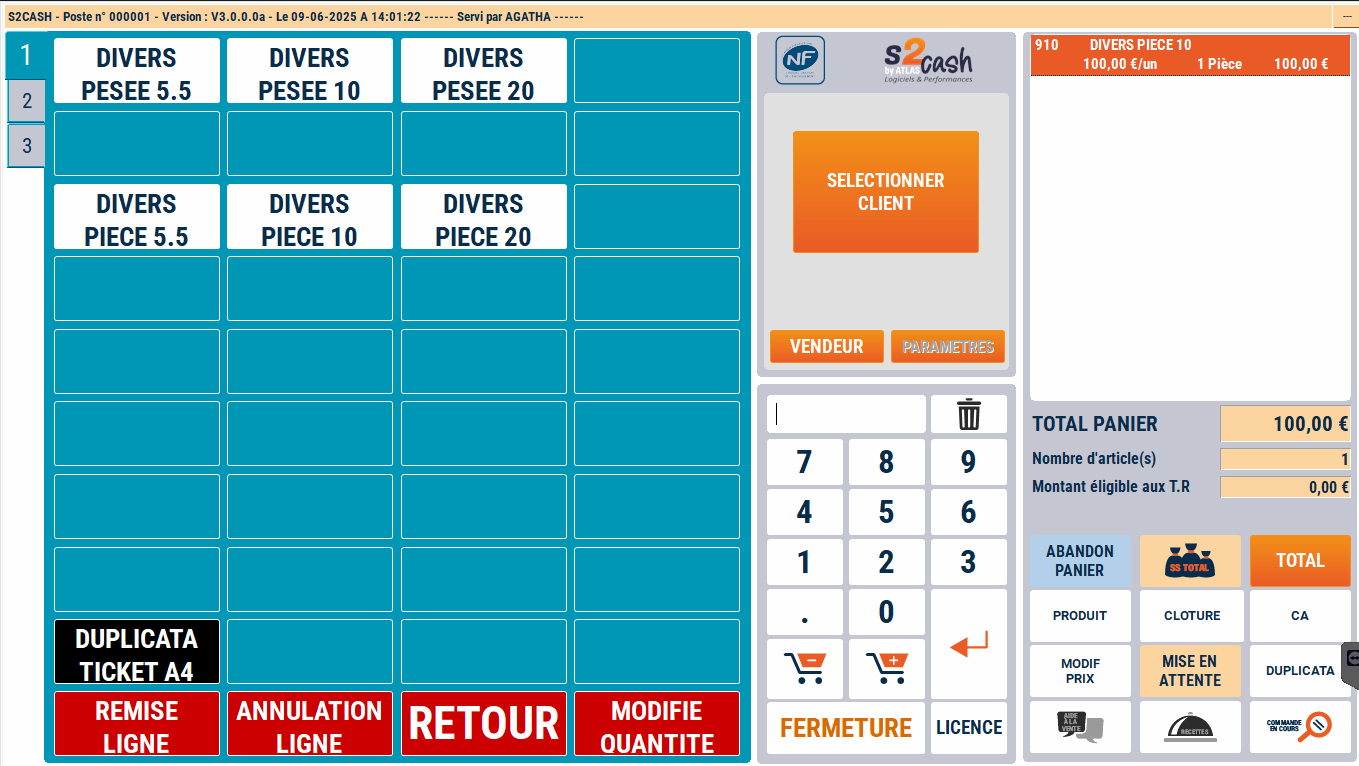 S2CASH - Poste n° 000001 - Version : V3.0.0.0a - Le 09-06-2025 A 14:01:22 ------ Servi par AGATHA ------
---
1
2
3
DIVERS
PESEE 5.5
DIVERS
PESEE 10
DIVERS
PESEE 20
DIVERS
PIECE 5.5
DIVERS
PIECE 10
DIVERS
PIECE 20
DUPLICATA
TICKET A4
REMISE
LIGNE
ANNULATION
LIGNE
RETOUR
MODIFIE
QUANTITE
NF
S2cash
by ATLAS
Logiciels & Performances
SELECTIONNER
CLIENT
VENDEUR
PARAMETRES
7
8
9
4
5
6
1
2
3
.
0
FERMETURE
LICENCE
910 DIVERS PIECE 10
100,00 €/un 1 Pièce 100,00 €
TOTAL PANIER 100,00 €
Nombre d'article(s) 1
Montant éligible aux T.R 0,00 €
ABANDON
PANIER
SS TOTAL
TOTAL
PRODUIT
CLOTURE
CA
MODIF
PRIX
MISE EN
ATTENTE
DUPLICATA
AIDE
A LA
VENTE
RECETTES
COMMANDE
EN COURS